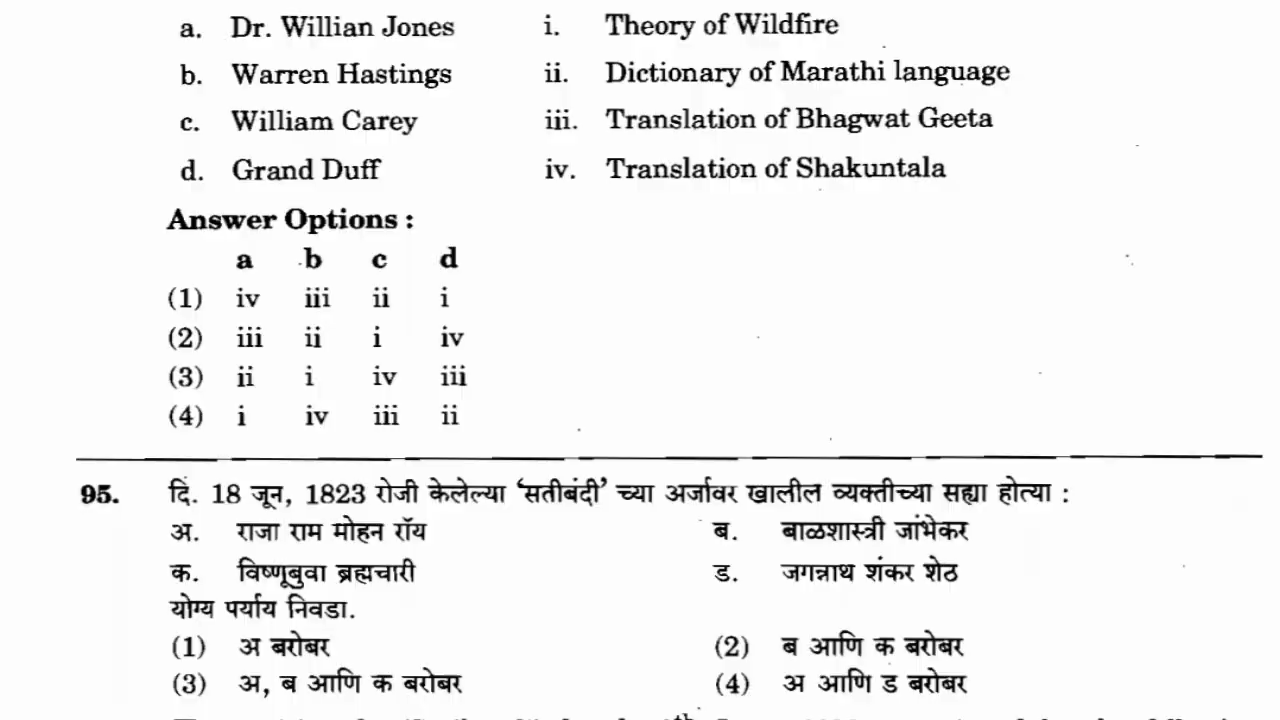 a. Dr. Willian Jones i. Theory of Wildfire
b. Warren Hastings ii. Dictionary of Marathi language
c. William Carey iii. Translation of Bhagwat Geeta
d. Grand Duff iv. Translation of Shakuntala
Answer Options :
a b c d
(1) iv iii ii i
(2) iii ii i iv
(3) ii i iv iii
(4) i iv iii ii
95. दि. 18 जून, 1823 रोजी केलेल्या ‘सतीबंदी’ च्या अर्जावर खालील व्यक्तीच्या सह्या होत्या :
अ. राजा राम मोहन रॉय ब. बाळशास्त्री जांभेकर
क. विष्णूबुवा ब्रह्मचारी ड. जगन्नाथ शंकर शेठ
योग्य पर्याय निवडा.
(1) अ बरोबर (2) ब आणि क बरोबर
(3) अ, ब आणि क बरोबर (4) अ आणि ड बरोबर